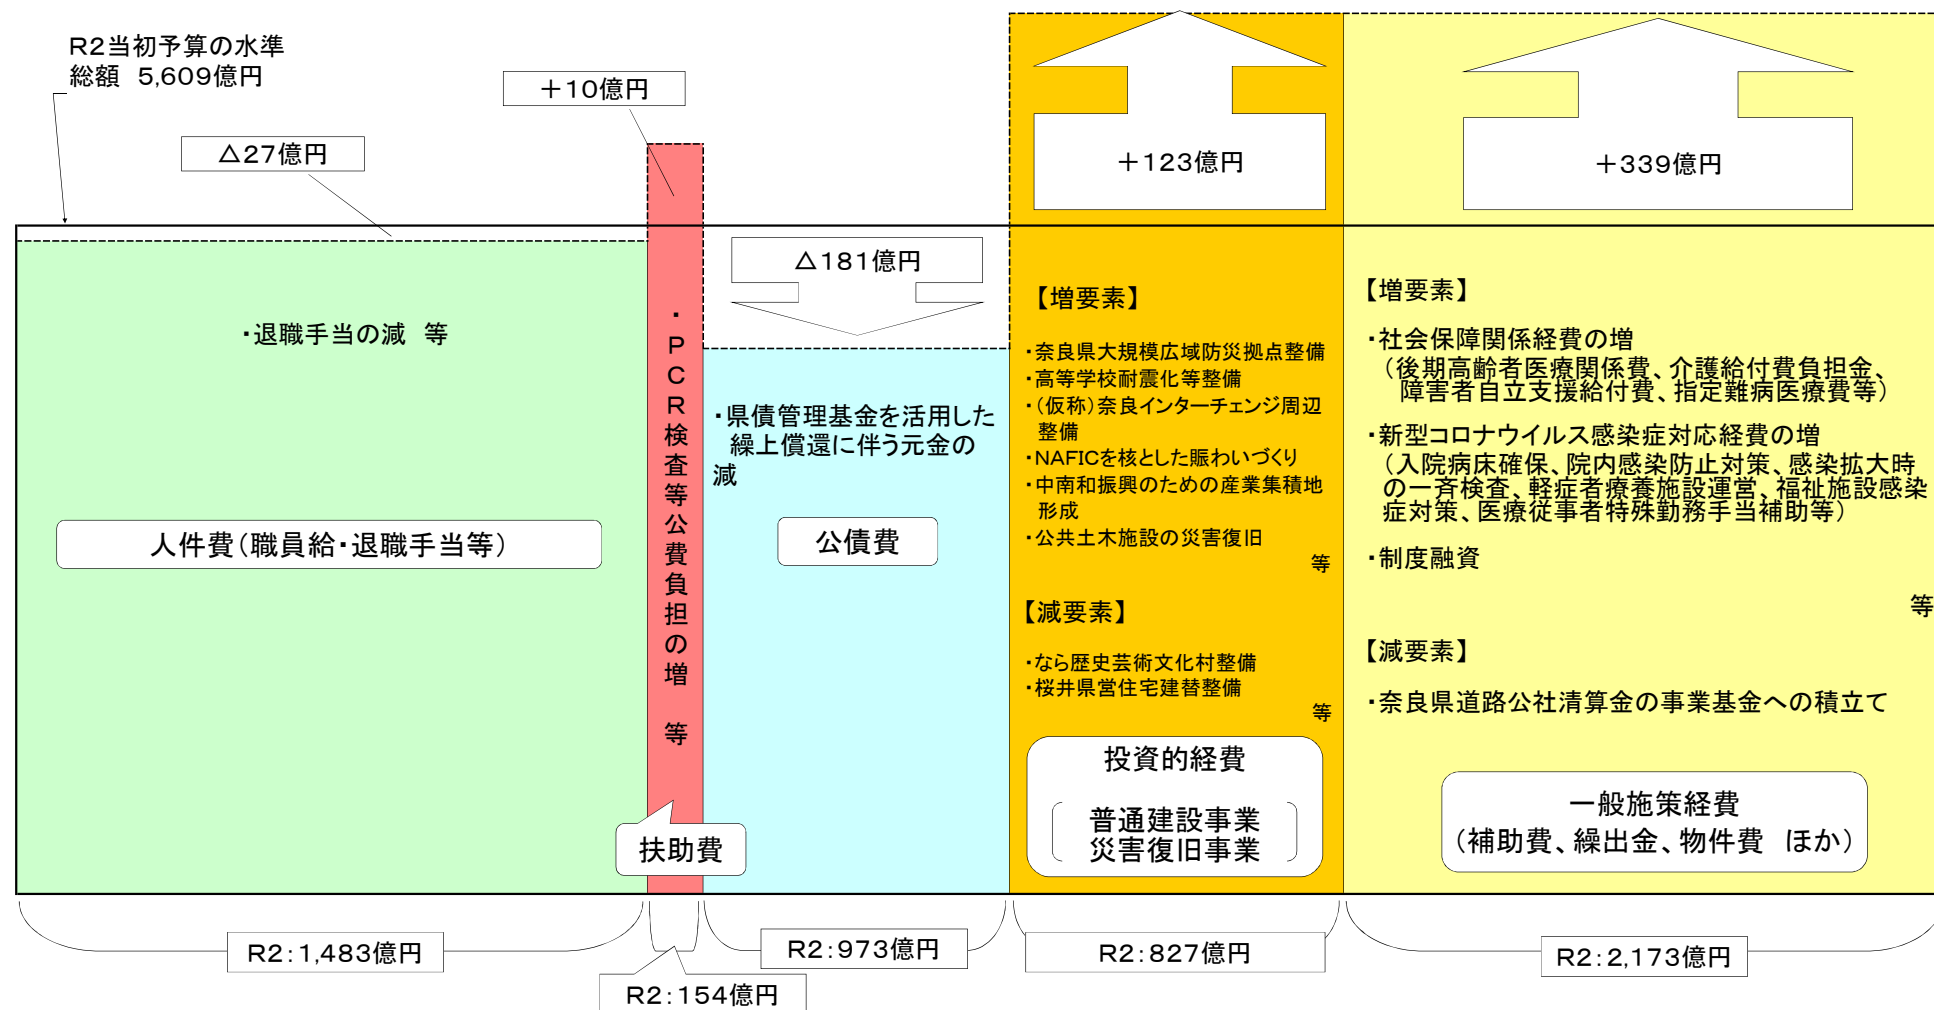 R2当初予算の水準
総額 5,609億円
△27億円
＋10億円
△181億円
＋123億円
＋339億円
・退職手当の減 等
人件費(職員給・退職手当等)
・PCR検査等公費負担の増 等
扶助費
・県債管理基金を活用した
繰上償還に伴う元金の
減
公債費
【増要素】
・奈良県大規模広域防災拠点整備
・高等学校耐震化等整備
・(仮称)奈良インターチェンジ周辺
整備
・NAFICを核とした賑わいづくり
・中南和振興のための産業集積地
形成
・公共土木施設の災害復旧
等
【減要素】
・なら歴史芸術文化村整備
・桜井県営住宅建替整備
等
投資的経費
普通建設事業
災害復旧事業
【増要素】
・社会保障関係経費の増
(後期高齢者医療関係費、介護給付費負担金、
障害者自立支援給付費、指定難病医療費等)
・新型コロナウイルス感染症対応経費の増
(入院病床確保、院内感染防止対策、感染拡大時
の一斉検査、軽症者療養施設運営、福祉施設感染
症対策、医療従事者特殊勤務手当補助等)
・制度融資
等
【減要素】
・奈良県道路公社清算金の事業基金への積立て
一般施策経費
(補助費、繰出金、物件費 ほか)
R2:1,483億円
R2:154億円
R2:973億円
R2:827億円
R2:2,173億円